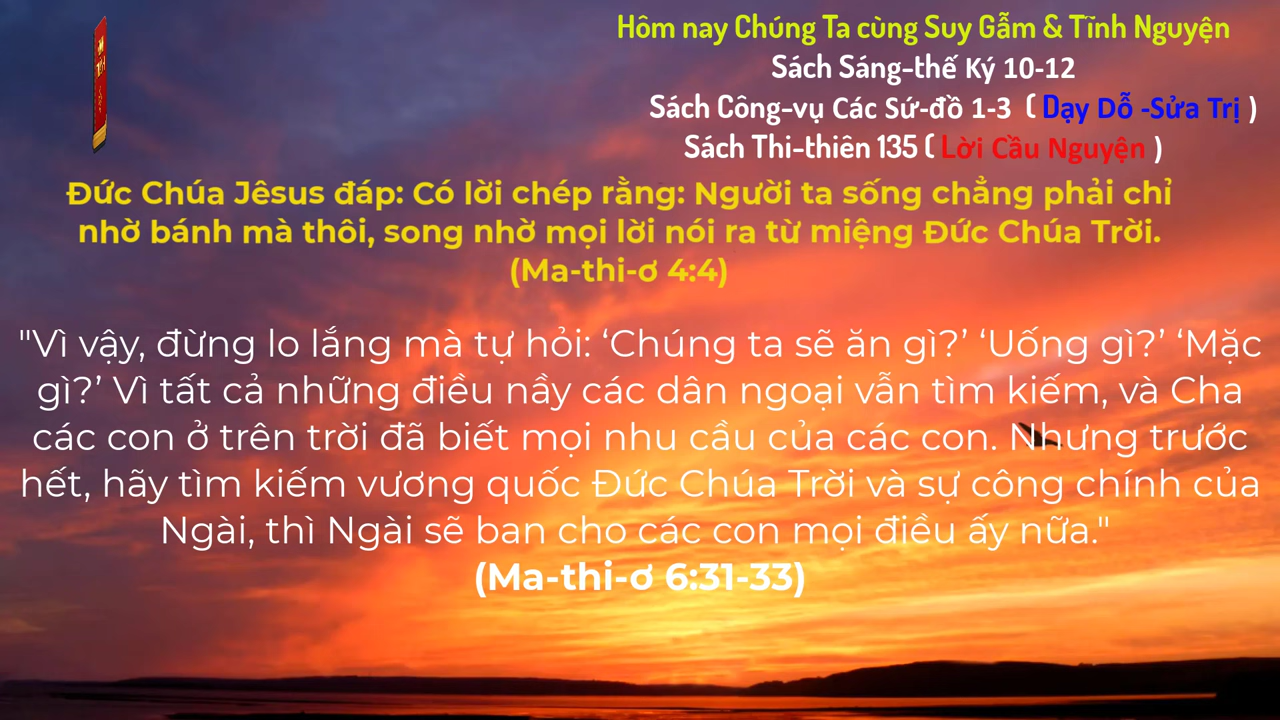 Hôm nay Chúng Ta cùng Suy Gẫm & Tĩnh Nguyện
Sách Sáng-thế Ký 10-12
Sách Công-vụ Các Sứ-đồ 1-3 ( Dạy Dỗ -Sửa Trị )
Sách Thi-thiên 135 ( Lời Cầu Nguyện )
Đức Chúa Jêsus đáp: Có lời chép rằng: Người ta sống chẳng phải chỉ
nhờ bánh mà thôi, song nhờ mọi lời nói ra từ miệng Đức Chúa Trời.
(Ma-thi-ơ 4:4)
"Vì vậy, đừng lo lắng mà tự hỏi: ‘Chúng ta sẽ ăn gì?’ ‘Uống gì?’ ‘Mặc
gì?’ Vì tất cả những điều nầy các dân ngoại vẫn tìm kiếm, và Cha
các con ở trên trời đã biết mọi nhu cầu của các con. Nhưng trước
hết, hãy tìm kiếm vương quốc Đức Chúa Trời và sự công chính của
Ngài, thì Ngài sẽ ban cho các con mọi điều ấy nữa."
(Ma-thi-ơ 6:31-33)